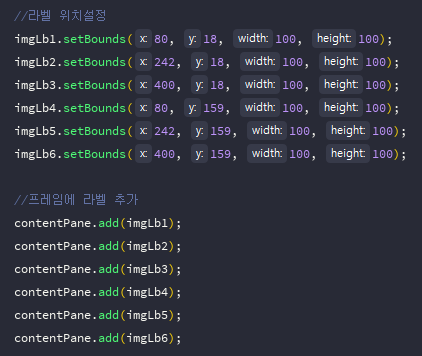 //라벨 위치설정
imgLb1.setBounds( x: 80, y: 18, width: 100, height: 100);
imgLb2.setBounds( x: 242, y: 18, width: 100, height: 100);
imgLb3.setBounds( x: 400, y: 18, width: 100, height: 100);
imgLb4.setBounds( x: 80, y: 159, width: 100, height: 100);
imgLb5.setBounds( x: 242, y: 159, width: 100, height: 100);
imgLb6.setBounds( x: 400, y: 159, width: 100, height: 100);
//프레임에 라벨 추가
contentPane.add(imgLb1);
contentPane.add(imgLb2);
contentPane.add(imgLb3);
contentPane.add(imgLb4);
contentPane.add(imgLb5);
contentPane.add(imgLb6);